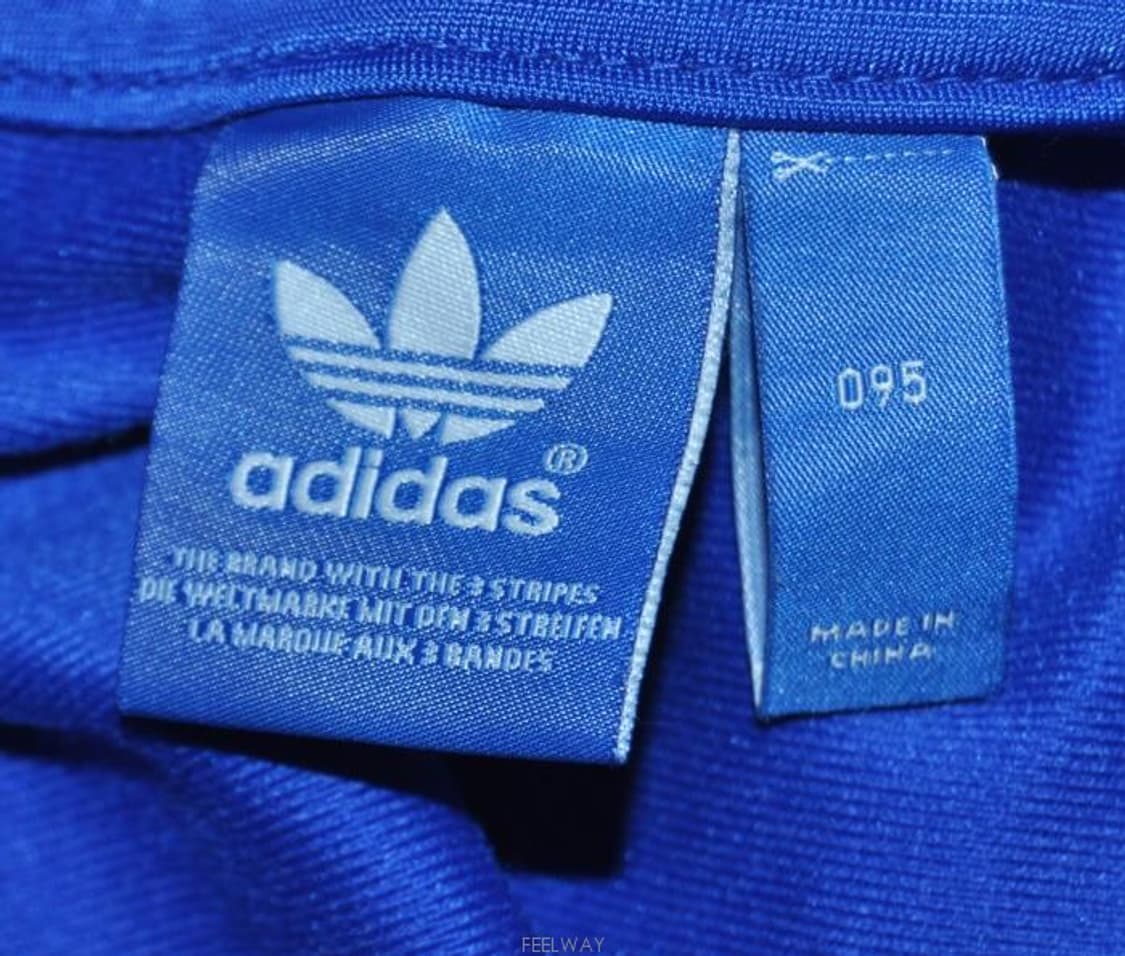 adidas®
THE BRAND WITH THE 3 STRIPES
DIE WELTMARKE MIT DEN 3 STREIFEN
LA MARQUE AUX 3 BANDES
095
MADE IN
CHINA
FEELWAY